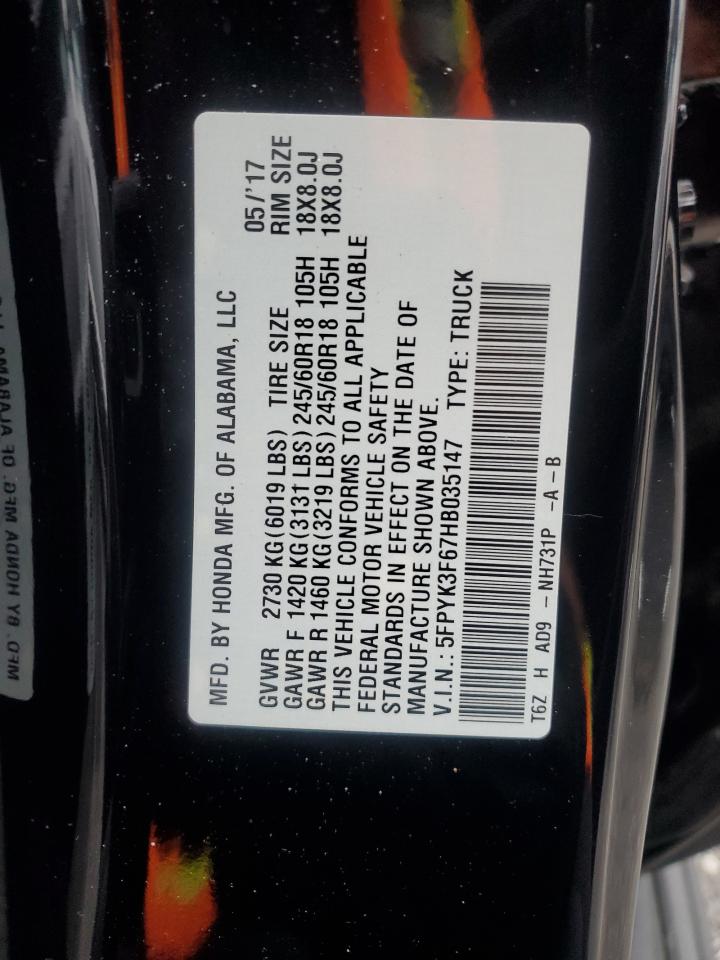 MFD. BY HONDA MFG. OF ALABAMA, LLC 05/'17
GVWR 2730 KG(6019 LBS) TIRE SIZE RIM SIZE
GAWR F 1420 KG(3131 LBS)245/60R18 105H 18X8.0J
GAWR R 1460 KG(3219 LBS)245/60R18 105H 18X8.0J
THIS VEHICLE CONFORMS TO ALL APPLICABLE
FEDERAL MOTOR VEHICLE SAFETY
STANDARDS IN EFFECT ON THE DATE OF
MANUFACTURE SHOWN ABOVE.
V.I.N.: 5FPYK3F67HB035147 TYPE: TRUCK
T6Z H AD9 - NH731P -A-B
MFD. BY HONDA MFG. OF ALABAMA